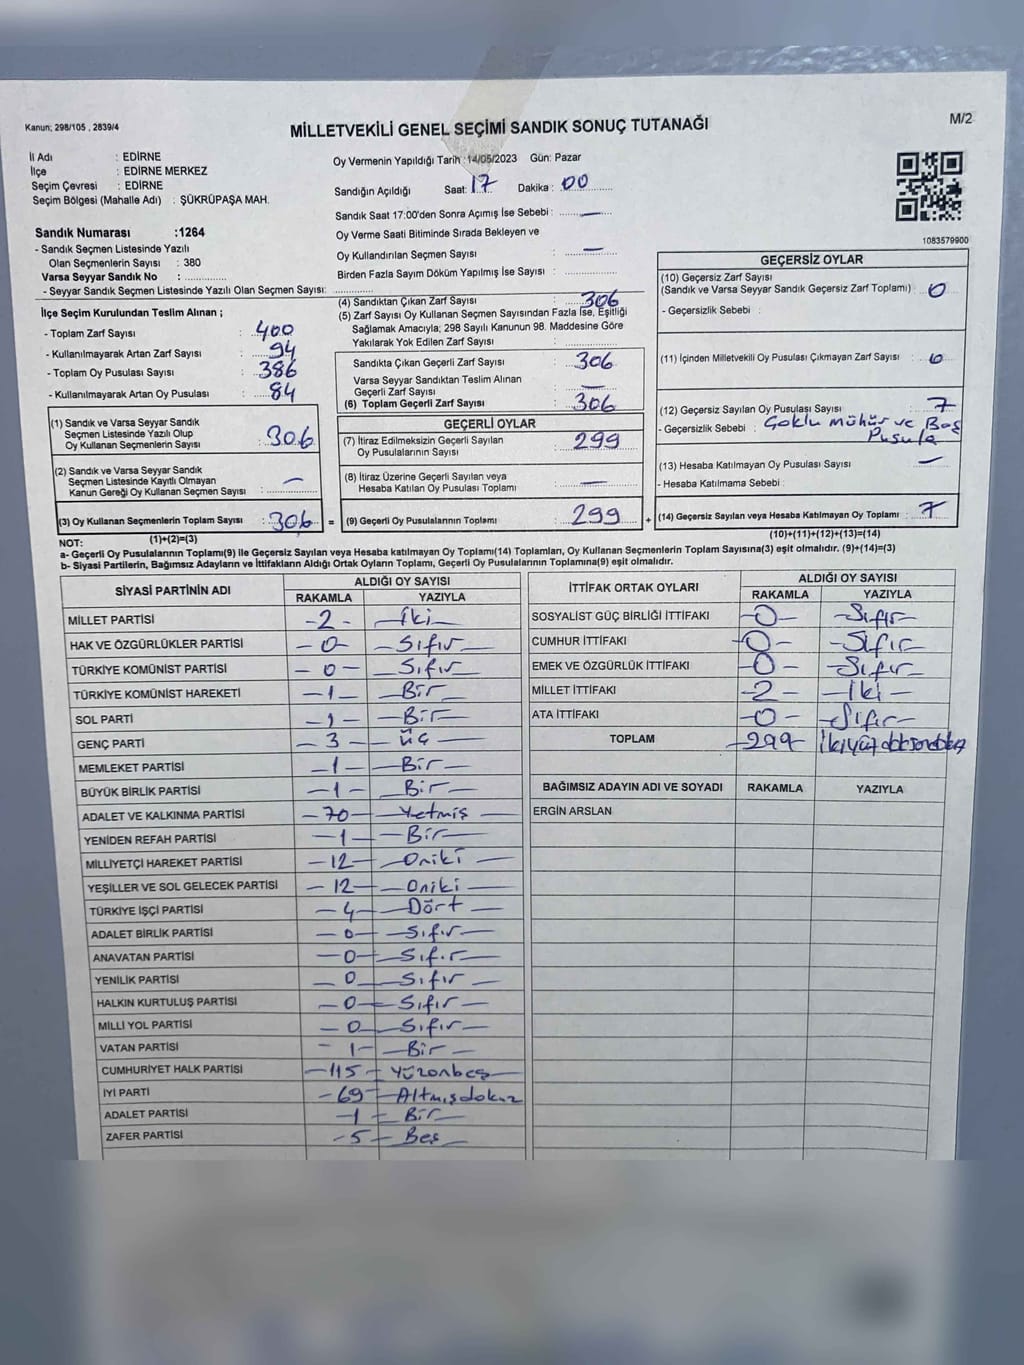 Kanun; 298/105 , 2839/4
MİLLETVEKİLİ GENEL SEÇİMİ SANDIK SONUÇ TUTANAĞI
M/2
İl Adı : EDİRNE
İlçe : EDİRNE MERKEZ
Seçim Çevresi : EDİRNE
Seçim Bölgesi (Mahalle Adı) : ŞÜKRÜPAŞA MAH.
Oy Vermenin Yapıldığı Tarih : 14/05/2023 Gün: Pazar
Sandığın Açıldığı Saat: 17 Dakika : 00
Sandık Saat 17:00'den Sonra Açımış İse Sebebi : —
Oy Verme Saati Bitiminde Sırada Bekleyen ve
Oy Kullandırılan Seçmen Sayısı : —
Birden Fazla Sayım Döküm Yapılmış İse Sayısı :
Sandık Numarası :1264
- Sandık Seçmen Listesinde Yazılı
Olan Seçmenlerin Sayısı : 380
Varsa Seyyar Sandık No :
- Seyyar Sandık Seçmen Listesinde Yazılı Olan Seçmen Sayısı:
1083579900
İlçe Seçim Kurulundan Teslim Alınan ;
- Toplam Zarf Sayısı : 400
- Kullanılmayarak Artan Zarf Sayısı : 94
- Toplam Oy Pusulası Sayısı : 386
- Kullanılmayarak Artan Oy Pusulası : 84
(1) Sandık ve Varsa Seyyar Sandık
Seçmen Listesinde Yazılı Olup
Oy Kullanan Seçmenlerin Sayısı : 306
(2) Sandık ve Varsa Seyyar Sandık
Seçmen Listesinde Kayıtlı Olmayan
Kanun Gereği Oy Kullanan Seçmen Sayısı : —
(3) Oy Kullanan Seçmenlerin Toplam Sayısı : 306 =
(1)+(2)=(3)
(4) Sandıktan Çıkan Zarf Sayısı : 306
(5) Zarf Sayısı Oy Kullanan Seçmen Sayısından Fazla İse, Eşitliği
Sağlamak Amacıyla; 298 Sayılı Kanunun 98. Maddesine Göre
Yakılarak Yok Edilen Zarf Sayısı :
Sandıkta Çıkan Geçerli Zarf Sayısı : 306
Varsa Seyyar Sandıktan Teslim Alınan
Geçerli Zarf Sayısı : —
(6) Toplam Geçerli Zarf Sayısı : 306
GEÇERLİ OYLAR
(7) İtiraz Edilmeksizin Geçerli Sayılan
Oy Pusulalarının Sayısı : 299
(8) İtiraz Üzerine Geçerli Sayılan veya
Hesaba Katılan Oy Pusulası Toplamı : —
(9) Geçerli Oy Pusulalarının Toplamı : 299 +
GEÇERSİZ OYLAR
(10) Geçersiz Zarf Sayısı
(Sandık ve Varsa Seyyar Sandık Geçersiz Zarf Toplamı) : 0
- Geçersizlik Sebebi :
(11) İçinden Milletvekili Oy Pusulası Çıkmayan Zarf Sayısı : 0
(12) Geçersiz Sayılan Oy Pusulası Sayısı : 7
- Geçersizlik Sebebi : Çoklu mühür ve Boş
Pusula
(13) Hesaba Katılmayan Oy Pusulası Sayısı —
- Hesaba Katılmama Sebebi :
(14) Geçersiz Sayılan veya Hesaba Katılmayan Oy Toplamı : 7
(10)+(11)+(12)+(13)=(14)
NOT:
a- Geçerli Oy Pusulalarının Toplamı(9) ile Geçersiz Sayılan veya Hesaba katılmayan Oy Toplamı(14) Toplamları, Oy Kullanan Seçmenlerin Toplam Sayısına(3) eşit olmalıdır. (9)+(14)=(3)
b- Siyasi Partilerin, Bağımsız Adayların ve İttifakların Aldığı Ortak Oyların Toplamı, Geçerli Oy Pusulalarının Toplamına(9) eşit olmalıdır.
SİYASİ PARTİNİN ADI ALDIĞI OY SAYISI
RAKAMLA YAZIYLA
MİLLET PARTİSİ -2- İki
HAK VE ÖZGÜRLÜKLER PARTİSİ -0- Sıfır
TÜRKİYE KOMÜNİST PARTİSİ -0- Sıfır
TÜRKİYE KOMÜNİST HAREKETİ -1- Bir
SOL PARTİ -1- Bir
GENÇ PARTİ -3- üç
MEMLEKET PARTİSİ -1- Bir
BÜYÜK BİRLİK PARTİSİ -1- Bir
ADALET VE KALKINMA PARTİSİ -70- Yetmiş
YENİDEN REFAH PARTİSİ -1- Bir
MİLLİYETÇİ HAREKET PARTİSİ -12- Oniki
YEŞİLLER VE SOL GELECEK PARTİSİ -12- Oniki
TÜRKİYE İŞÇİ PARTİSİ -4- Dört
ADALET BİRLİK PARTİSİ -0- Sıfır
ANAVATAN PARTİSİ -0- Sıfır
YENİLİK PARTİSİ -0- Sıfır
HALKIN KURTULUŞ PARTİSİ -0- Sıfır
MİLLİ YOL PARTİSİ -0- Sıfır
VATAN PARTİSİ -1- Bir
CUMHURİYET HALK PARTİSİ -115- Yüzonbeş
İYİ PARTİ -69- Altmışdokuz
ADALET PARTİSİ -1- Bir
ZAFER PARTİSİ -5- Beş
İTTİFAK ORTAK OYLARI ALDIĞI OY SAYISI
RAKAMLA YAZIYLA
SOSYALİST GÜÇ BİRLİĞİ İTTİFAKI -0- Sıfır
CUMHUR İTTİFAKI -0- Sıfır
EMEK VE ÖZGÜRLÜK İTTİFAKI -0- Sıfır
MİLLET İTTİFAKI -2- İki
ATA İTTİFAKI -0- Sıfır
TOPLAM -299-
BAĞIMSIZ ADAYIN ADI VE SOYADI RAKAMLA YAZIYLA
ERGİN ARSLAN